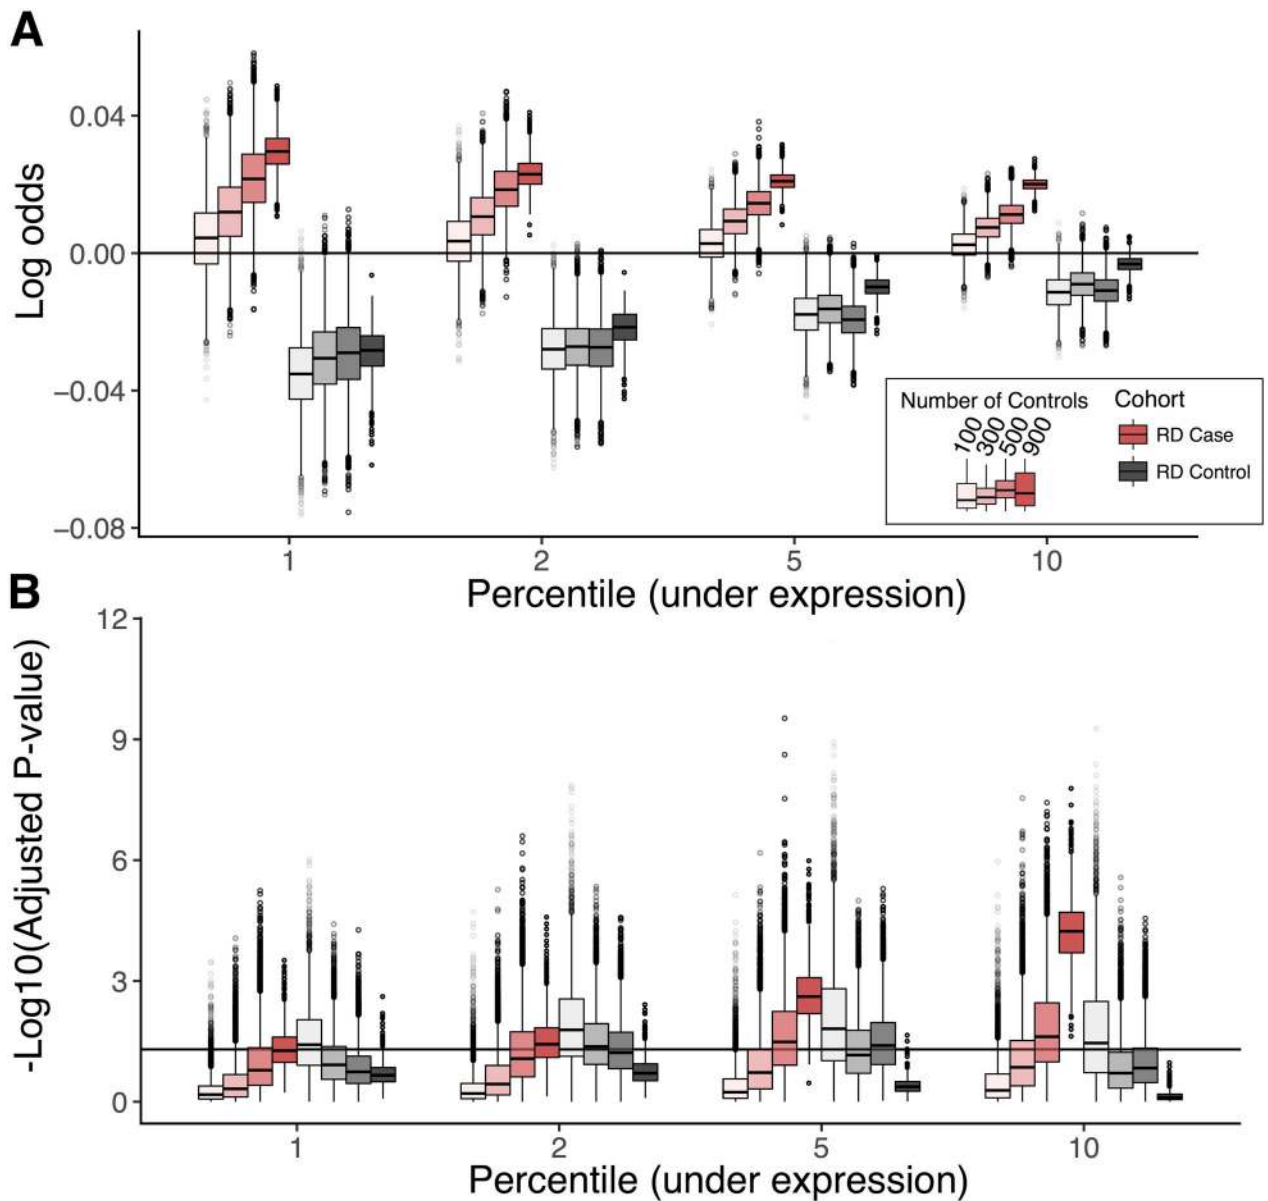 A
Log odds
0.04
0.00
−0.04
−0.08
Number of Controls
100
300
500
900
Cohort
RD Case
RD Control
1
2
5
10
Percentile (under expression)
B
-Log10(Adjusted P-value)
12
9
6
3
0
1
2
5
10
Percentile (under expression)